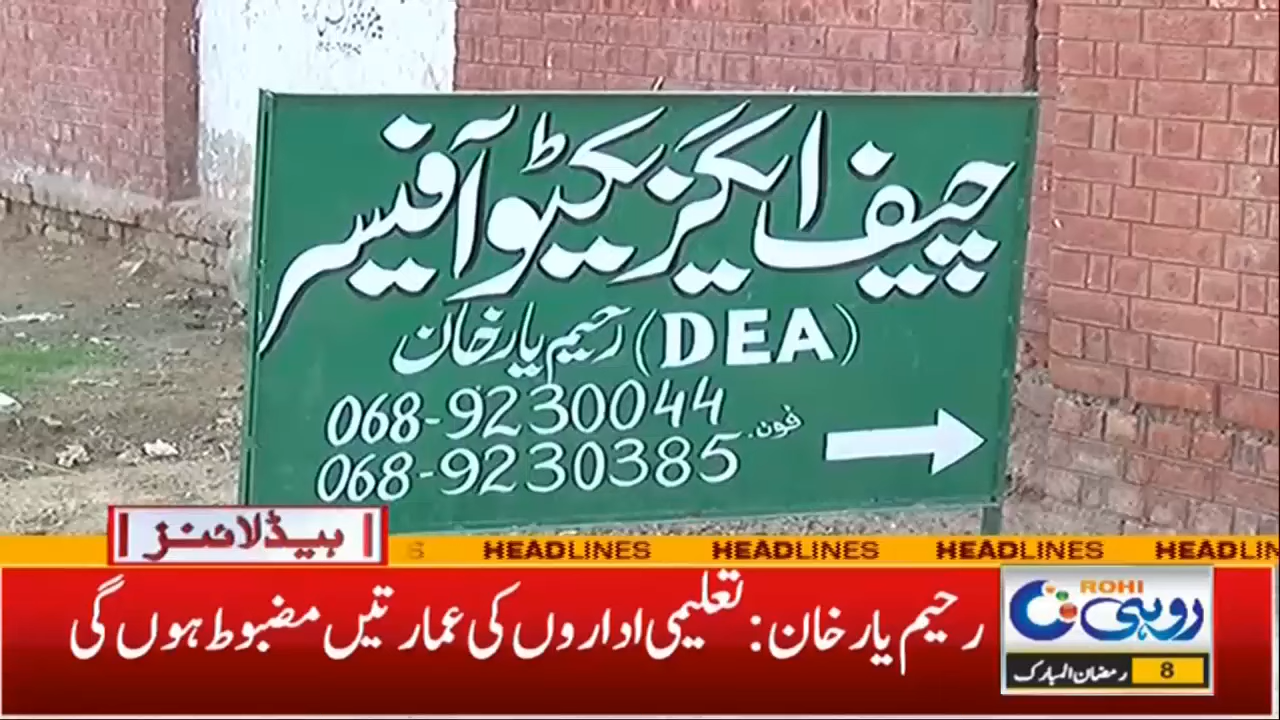 چیف ایگزیکٹو آفیسر
(DEA) رحیم یار خان
فون. 068-9230044
068-9230385
ہیڈلائنز
HEADLINES HEADLINES HEADLINES HEADLIN
رحیم یار خان: تعلیمی اداروں کی عمارتیں مضبوط ہوں گی
ROHI
روہی
8 رمضان المبارک